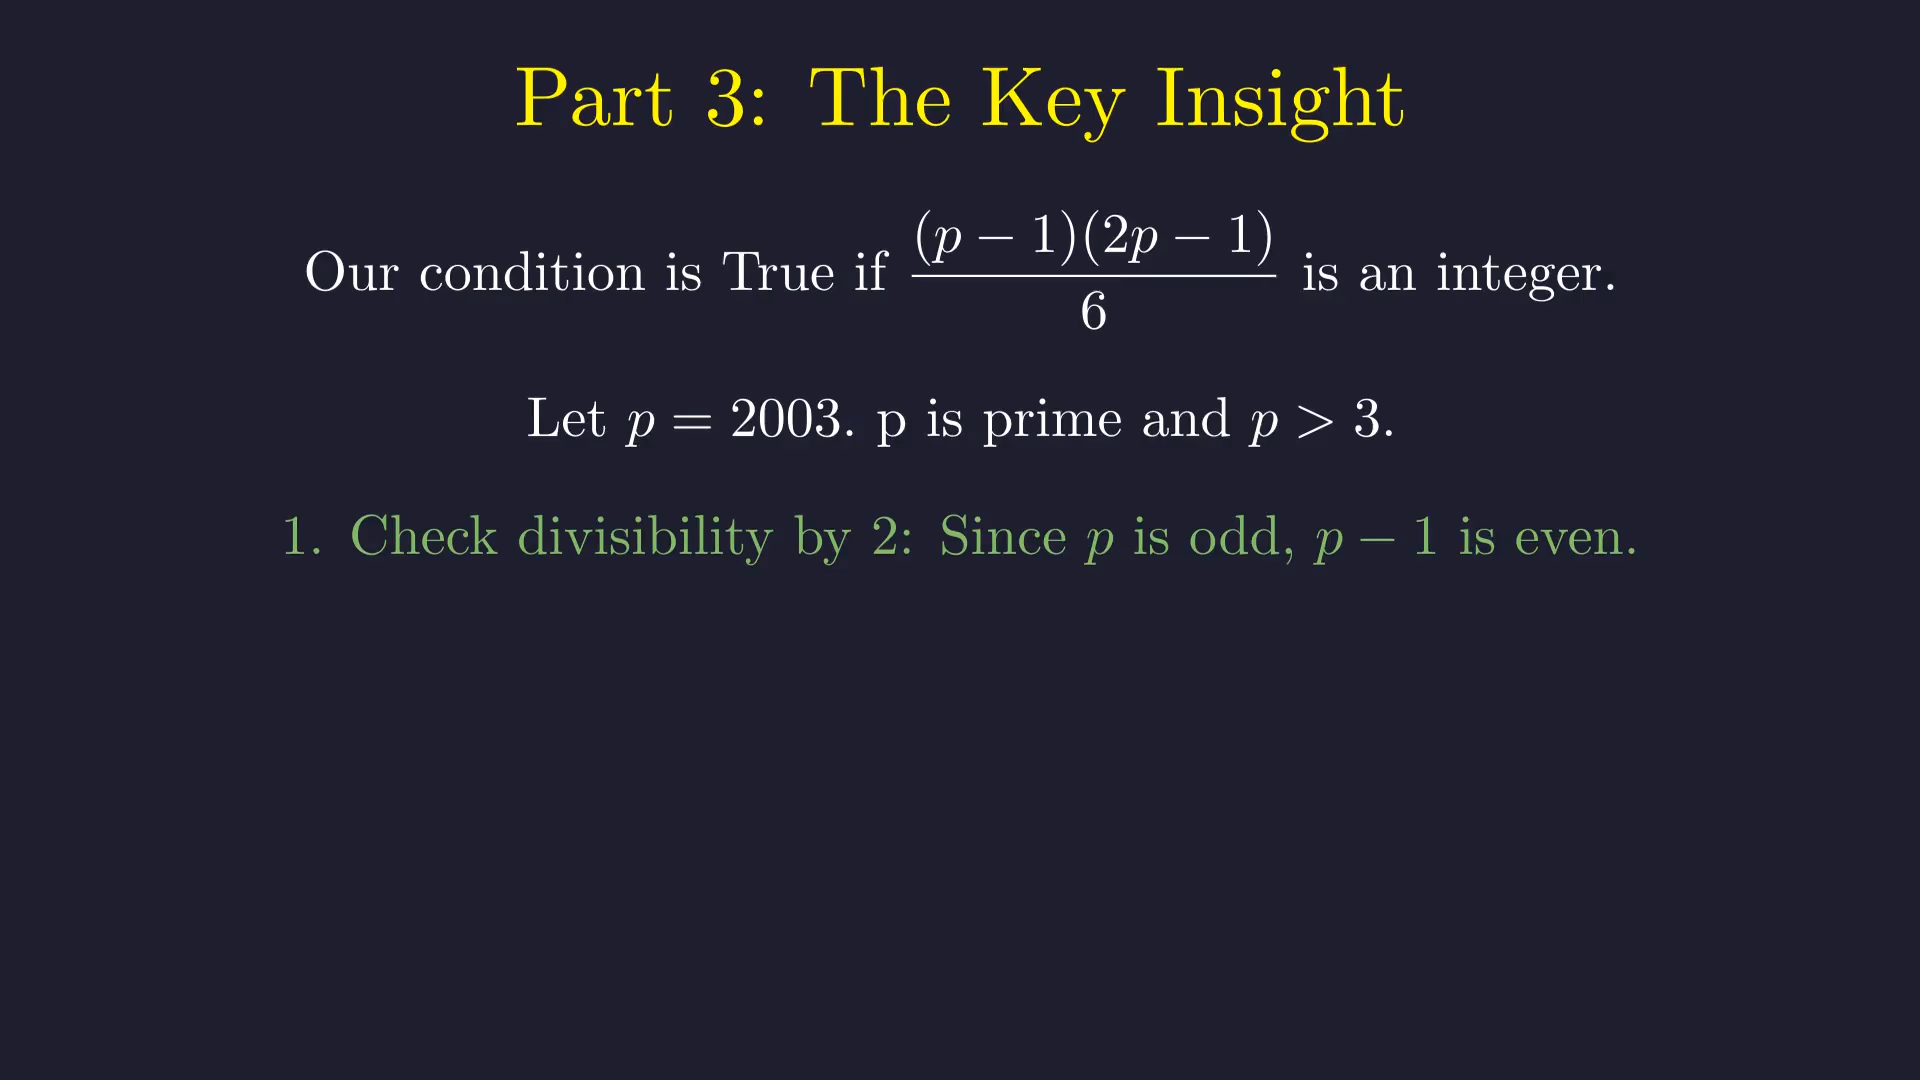 Part 3: The Key Insight
Our condition is True if \frac{(p-1)(2p-1)}{6} is an integer.
Let p = 2003. p is prime and p > 3.
1. Check divisibility by 2: Since p is odd, p − 1 is even.